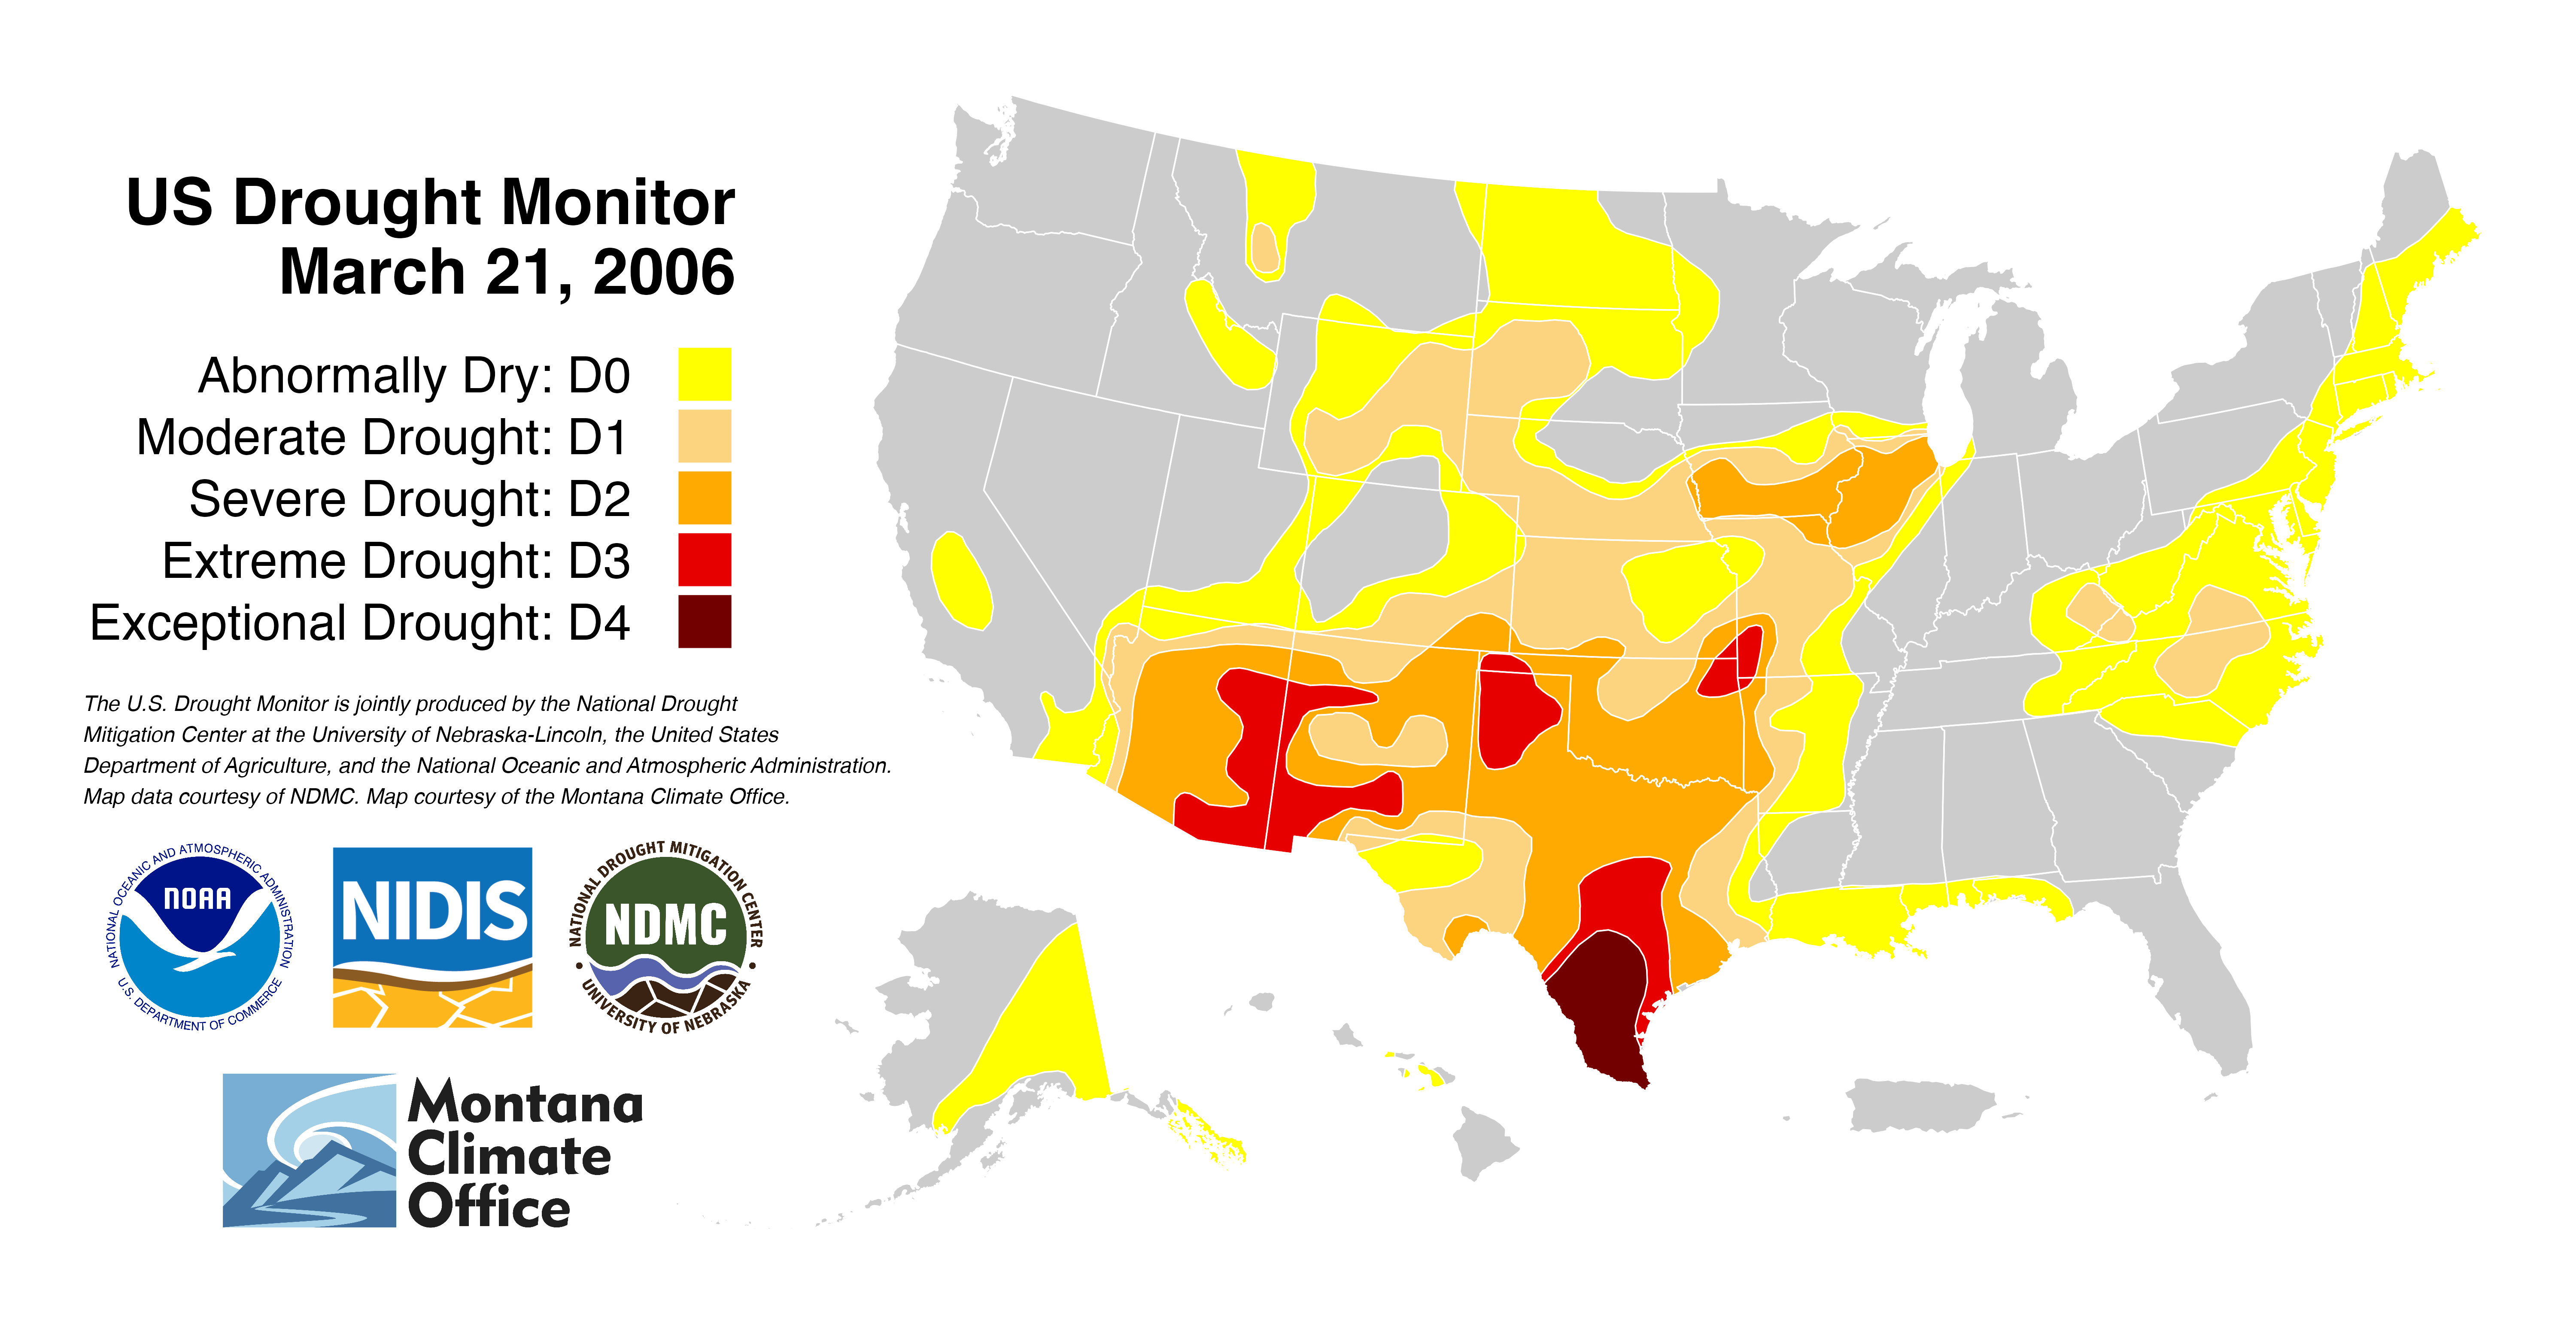 US Drought Monitor
March 21, 2006
Abnormally Dry: D0
Moderate Drought: D1
Severe Drought: D2
Extreme Drought: D3
Exceptional Drought: D4
The U.S. Drought Monitor is jointly produced by the National Drought
Mitigation Center at the University of Nebraska-Lincoln, the United States
Department of Agriculture, and the National Oceanic and Atmospheric Administration.
Map data courtesy of NDMC. Map courtesy of the Montana Climate Office.
NATIONAL OCEANIC AND ATMOSPHERIC ADMINISTRATION
NOAA
U.S. DEPARTMENT OF COMMERCE
NIDIS
NATIONAL DROUGHT MITIGATION CENTER
NDMC
UNIVERSITY OF NEBRASKA
Montana
Climate
Office